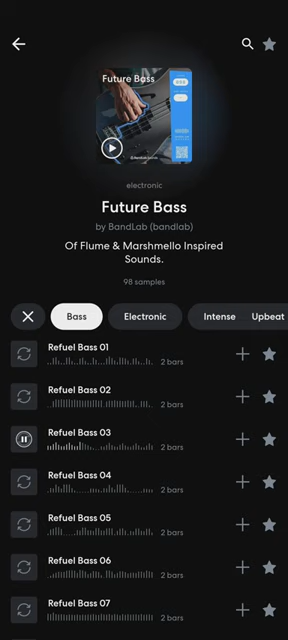 Future Bass
electronic
Future Bass
by BandLab (bandlab)
Of Flume & Marshmello Inspired
Sounds.
98 samples
Bass
Electronic
Intense
Upbeat
Refuel Bass 01
2 bars
Refuel Bass 02
2 bars
Refuel Bass 03
2 bars
Refuel Bass 04
2 bars
Refuel Bass 05
2 bars
Refuel Bass 06
2 bars
Refuel Bass 07
2 bars